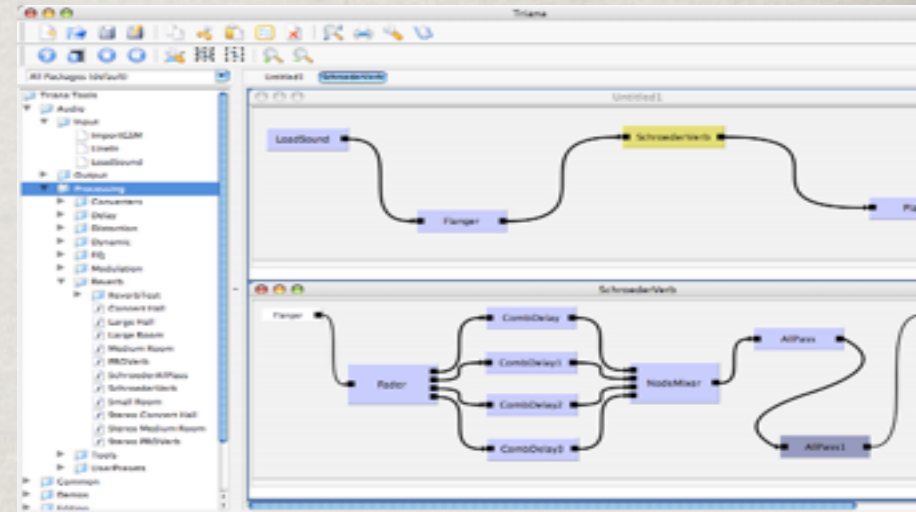 Triana
All Packages (default)
Untitled1
SchroederVerb
Triana Tools
Audio
Input
ImportGSM
LineIn
LoadSound
Output
Processing
Converters
Delay
Distortion
Dynamic
EQ
Modulation
Reverb
ReverbTest
Concert Hall
Large Hall
Large Room
Medium Room
PROVerb
SchroederAllPass
SchroederVerb
Small Room
Stereo Concert Hall
Stereo Medium Room
Stereo PROVerb
Tools
UserPresets
Common
Demos
Untitled1
LoadSound
SchroederVerb
Flanger
SchroederVerb
Flanger
Fader
CombDelay
CombDelay1
CombDelay2
CombDelay3
NodeMixer
AllPass
AllPass1